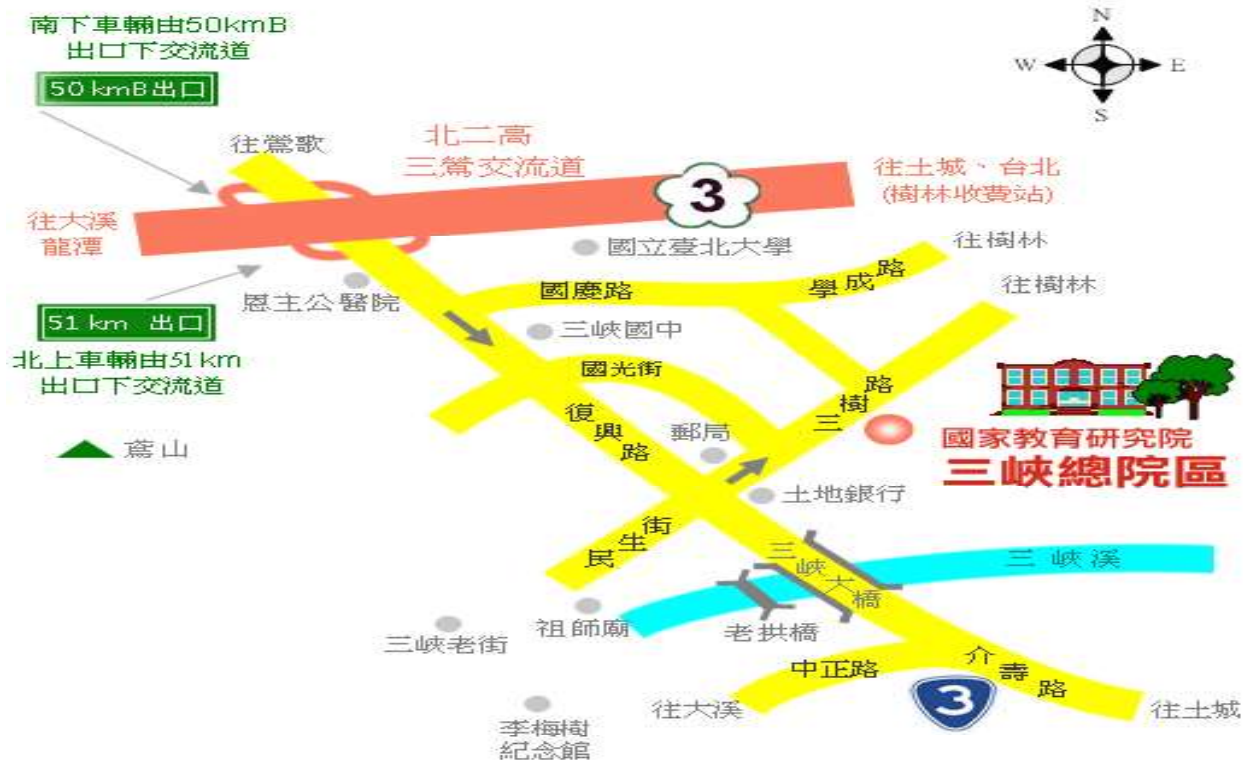 南下車輛由50kmB
出口下交流道
50 kmB出口
N
W
E
S
往鶯歌
北二高
三鶯交流道
3
往土城、台北
(樹林收費站)
往大溪
龍潭
國立臺北大學
往樹林
恩主公醫院
國慶路
學成路
往樹林
51 km 出口
北上車輛由51km
出口下交流道
三峽國中
國光街
復興路
三樹路
郵局
鳶山
國家教育研究院
三峽總院區
土地銀行
民生街
三峽大橋
三峽溪
祖師廟
老拱橋
三峽老街
中正路
介壽路
3
往大溪
往土城
李梅樹
紀念館